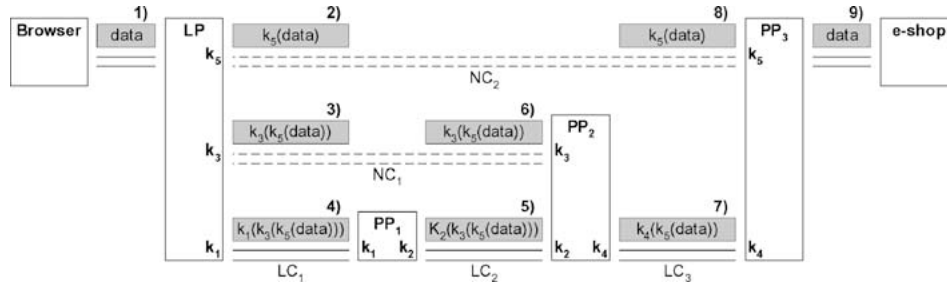 1) 2) 8) 9)
Browser data LP k₅(data) k₅(data) PP₃ data e-shop
k₅ k₅
NC₂
3) 6)
k₃(k₅(data)) k₃(k₅(data)) PP₂
k₃ k₃
NC₁
4) 5) 7)
k₁(k₃(k₅(data))) PP₁ K₂(k₃(k₅(data))) k₄(k₅(data))
k₁ k₁ k₂ k₂ k₄ k₄
LC₁ LC₂ LC₃